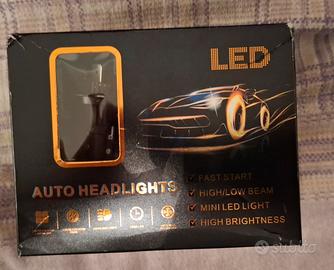 LED
AUTO HEADLIGHTS
FAST START
HIGH/LOW BEAM
MINI LED LIGHT
HIGH BRIGHTNESS
subito